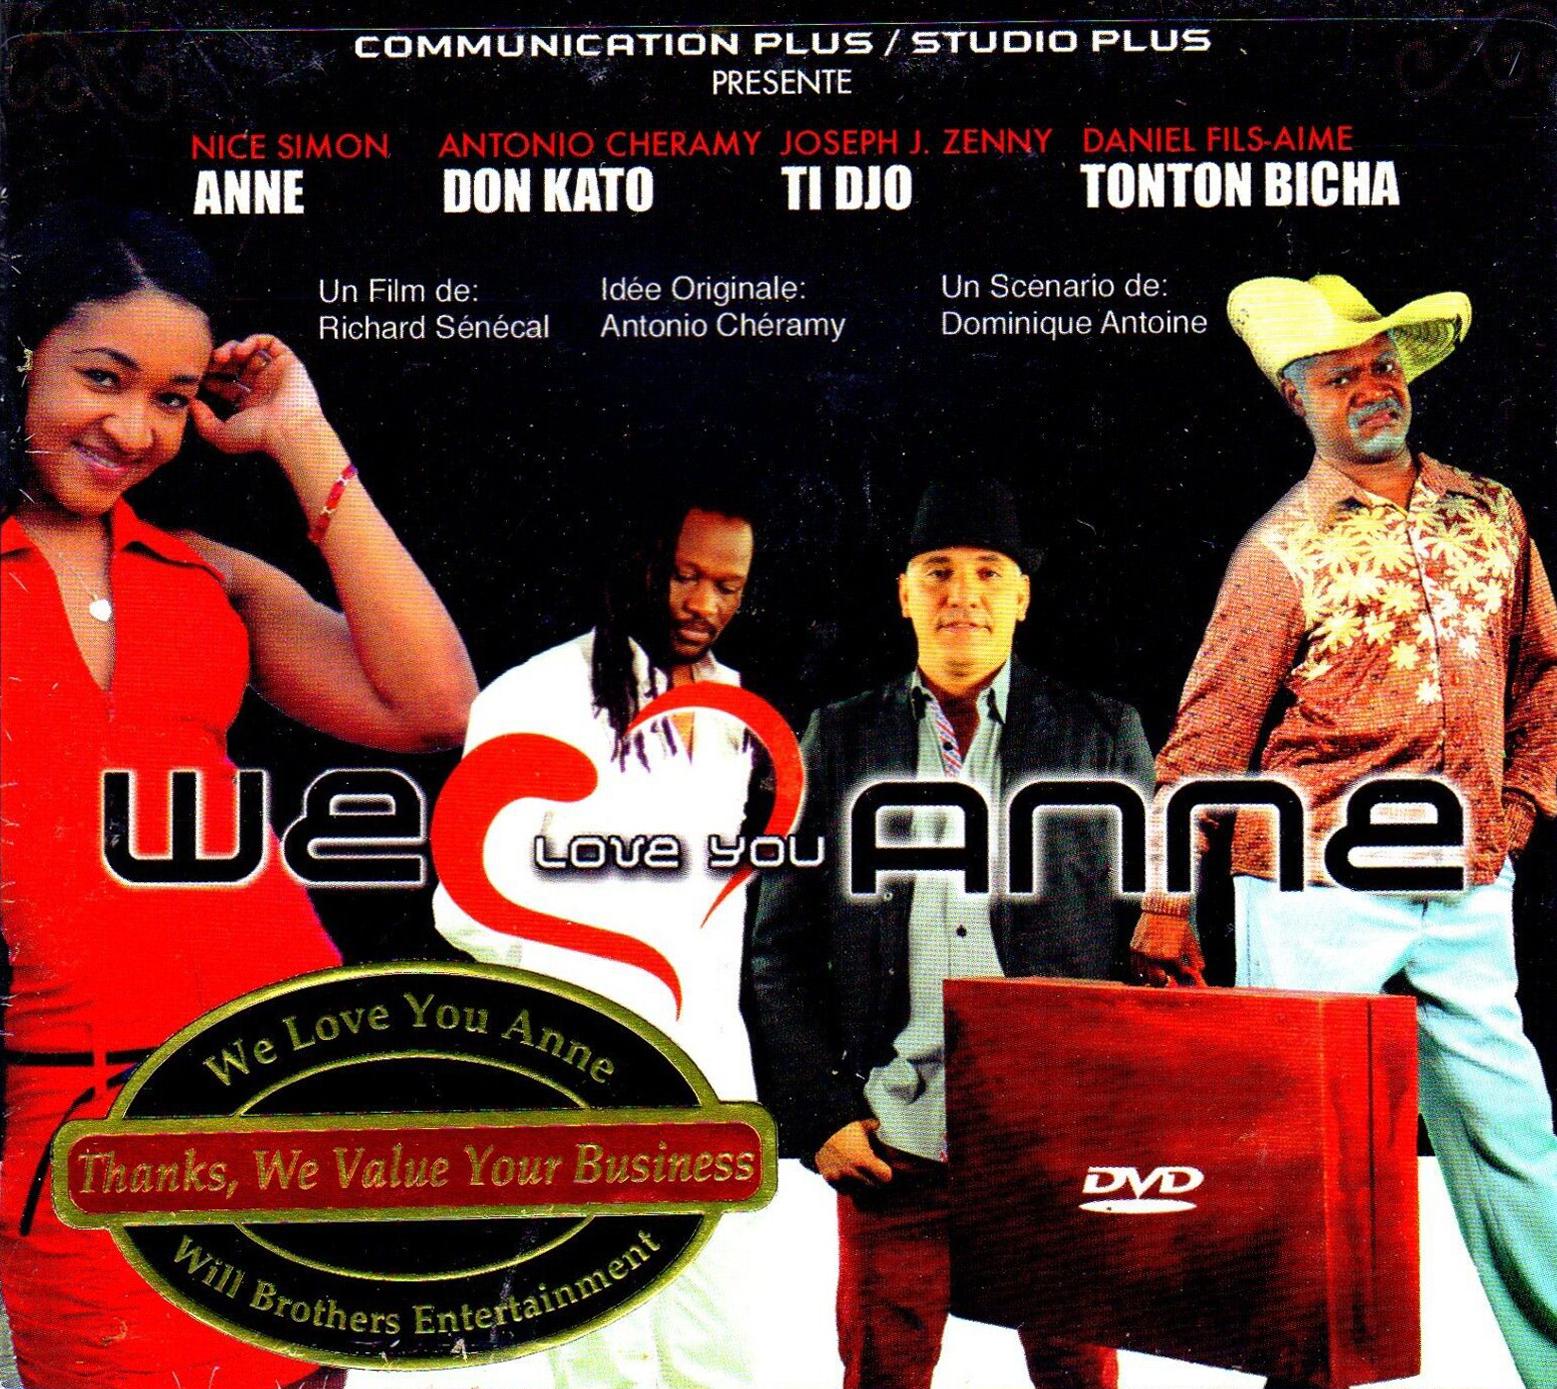 COMMUNICATION PLUS / STUDIO PLUS
PRESENTE
NICE SIMON ANTONIO CHERAMY JOSEPH J. ZENNY DANIEL FILS-AIME
ANNE DON KATO TI DJO TONTON BICHA
Un Film de: Idée Originale: Un Scenario de:
Richard Sénécal Antonio Chéramy Dominique Antoine
We LOVE YOU Anne
We Love You Anne
Thanks, We Value Your Business
Will Brothers Entertainment
DVD